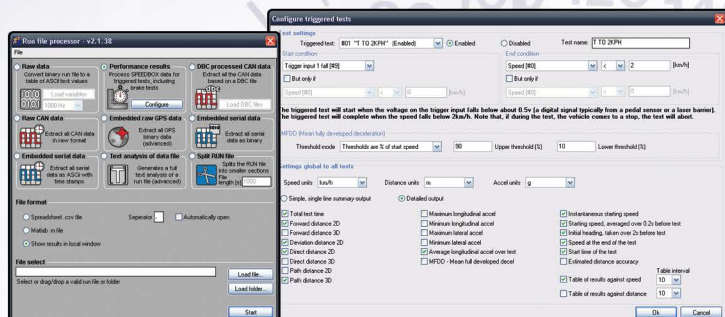 Run file processor - v2.1.38
File
Raw data
Convert binary run file to a
table of ASCII text values
Load variables
1000 Hz
Performance results
Process SPEEDBOX data for
triggered tests, including
brake tests
Configure
DBC processed CAN data
Extract all the CAN data
based on a DBC file
Load DBC files
Raw CAN data
Extract all CAN data
in raw format
Embedded raw GPS data
Extract all GPS
binary data
(advanced)
Embedded serial data
Extract all serial
data as binary
Embedded serial data
Extract all serial
data as ASCII with
time stamps
Text analysis of data file
Generates a full
text analysis of a
run file (advanced)
Split RUN file
Splits the RUN file
into smaller sections
File
length [s] 1000
File format
Spreadsheet .csv file
Seperator
Automatically open
Matlab .m file
Show results in local window
File select
Load file...
Select or drag/drop a valid run file or folder
Load folder...
Start
Configure triggered tests
Test settings
Triggered test: #01 "T TO 2KPH" (Enabled)
Enabled
Disabled
Test name: T TO 2KPH
Start condition
Trigger input 1 fall [#9]
But only if
Speed [#0] < 0 [km/h]
End condition
Speed [#0] < 2 [km/h]
But only if
Speed [#0] < 0 [km/h]
The triggered test will start when the voltage on the trigger input falls below about 0.5v (a digital signal typically from a pedal sensor or a laser barrier).
The triggered test will complete when the speed falls below 2km/h. Note that, if during the test, the vehicle comes to a stop, the test will abort.
MFDD (Mean fully developed deceleration)
Threshold mode Thresholds are % of start speed 90 Upper threshold (%) 10 Lower threshold (%)
Settings global to all tests
Speed units km/h Distance units m Accel units g
Simple, single line summary output
Detailed output
Total test time
Forward distance 2D
Forward distance 3D
Deviation distance 2D
Direct distance 2D
Direct distance 3D
Path distance 2D
Path distance 3D
Maximum longitudinal accel
Minimum longitudinal accel
Maximum lateral accel
Minimum lateral accel
Average longitudinal accel over test
MFDD - Mean full developed decel
Instantaneous starting speed
Starting speed, averaged over 0.2s before test
Initial heading, taken over 2s before test
Speed at the end of the test
Start time of the test
Estimated distance accuracy
Table interval
Table of results against speed 10
Table of results against distance 10
Ok
Cancel